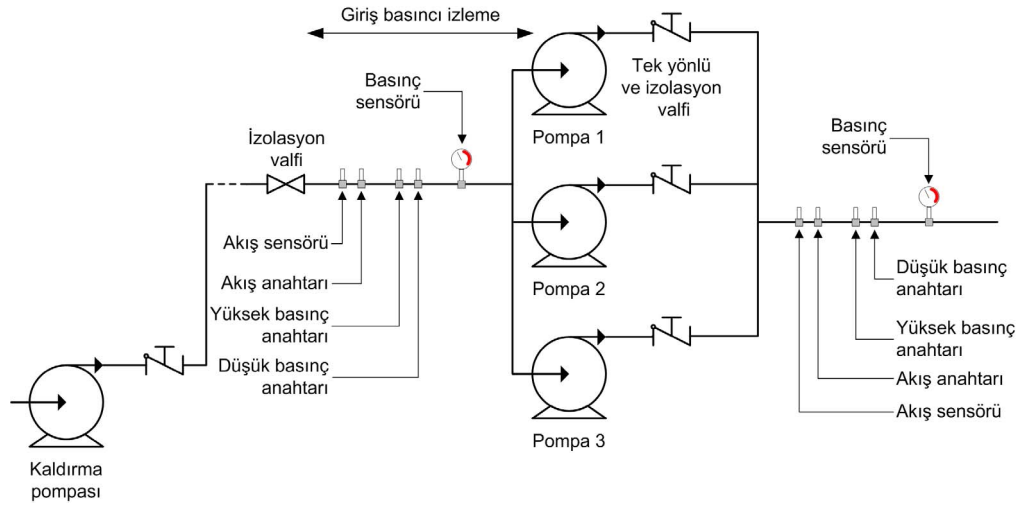 Giriş basıncı izleme
Basınç
sensörü
Tek yönlü
ve izolasyon
valfi
Pompa 1
İzolasyon
valfi
Basınç
sensörü
Akış sensörü
Akış anahtarı
Yüksek basınç
anahtarı
Düşük basınç
anahtarı
Pompa 2
Düşük basınç
anahtarı
Yüksek basınç
anahtarı
Akış anahtarı
Akış sensörü
Pompa 3
Kaldırma
pompası